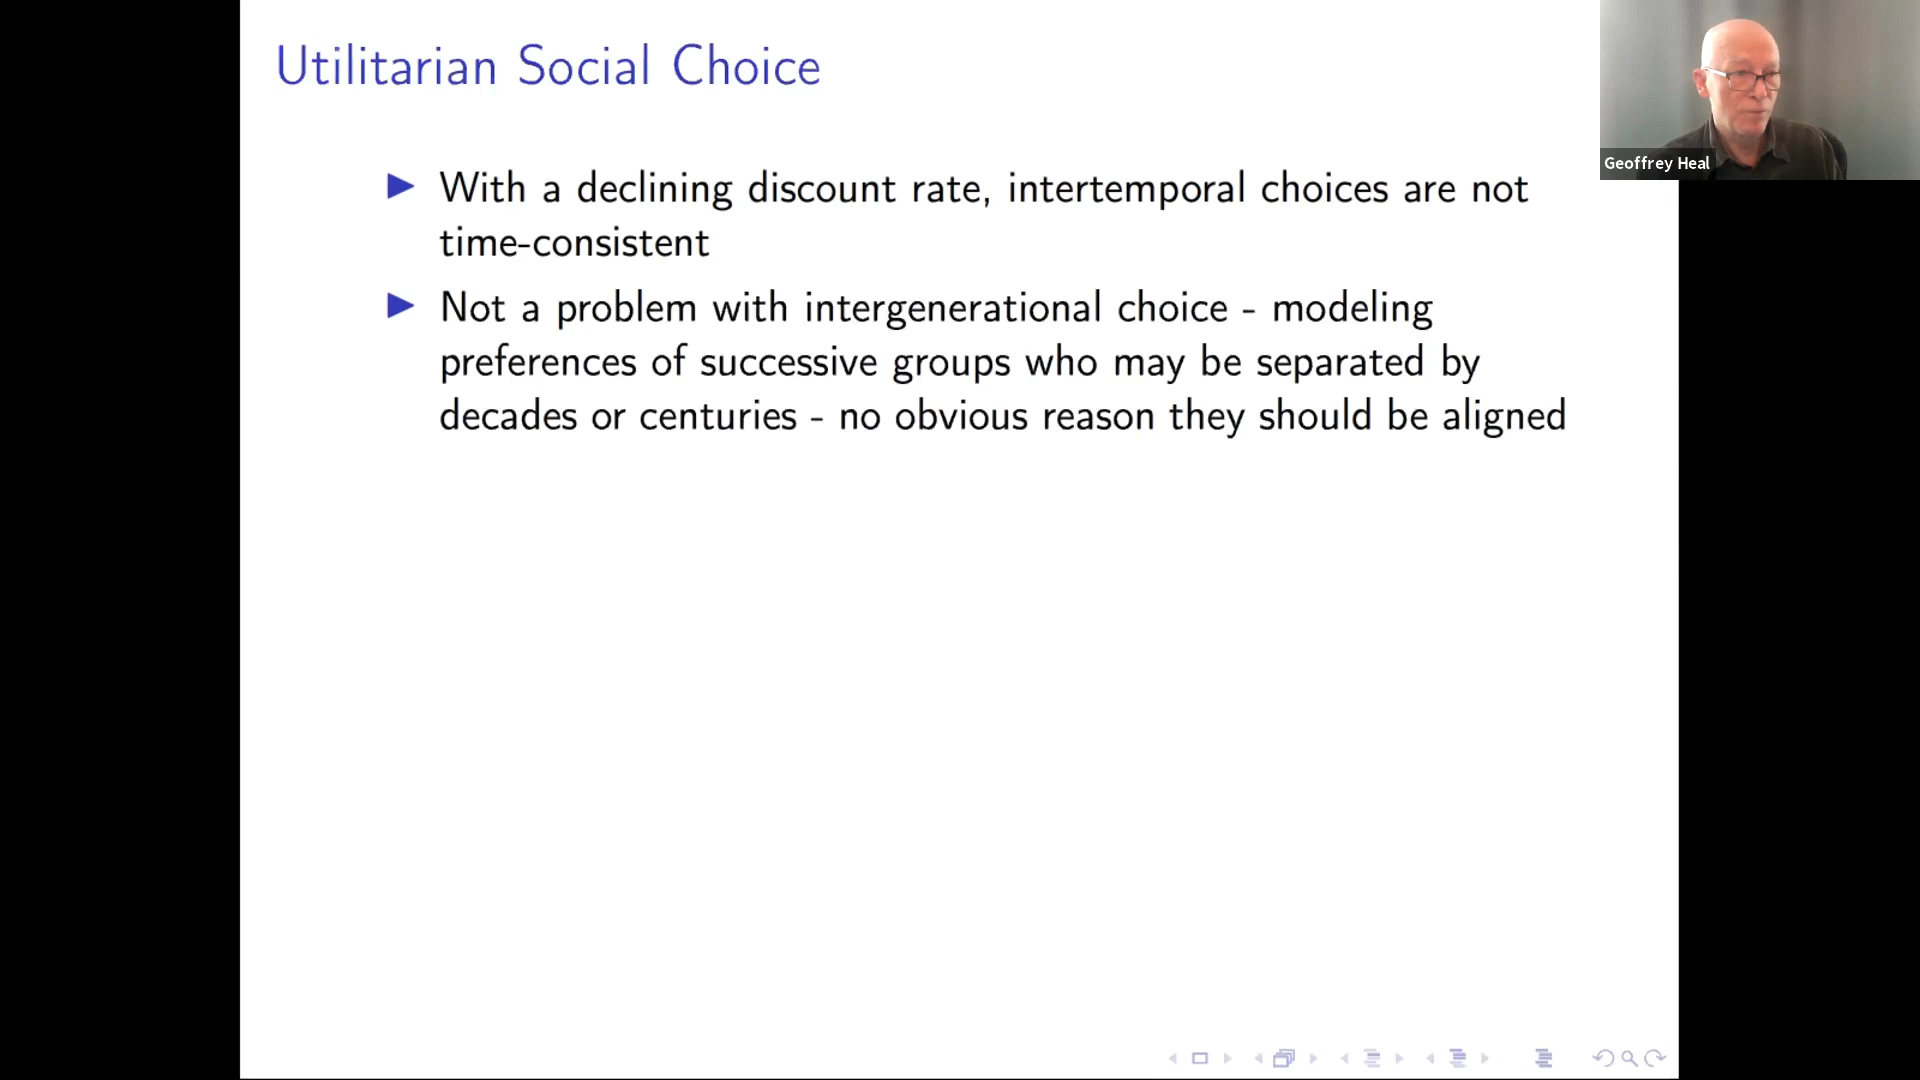 Utilitarian Social Choice
With a declining discount rate, intertemporal choices are not
time-consistent
Not a problem with intergenerational choice - modeling
preferences of successive groups who may be separated by
decades or centuries - no obvious reason they should be aligned
Geoffrey Heal